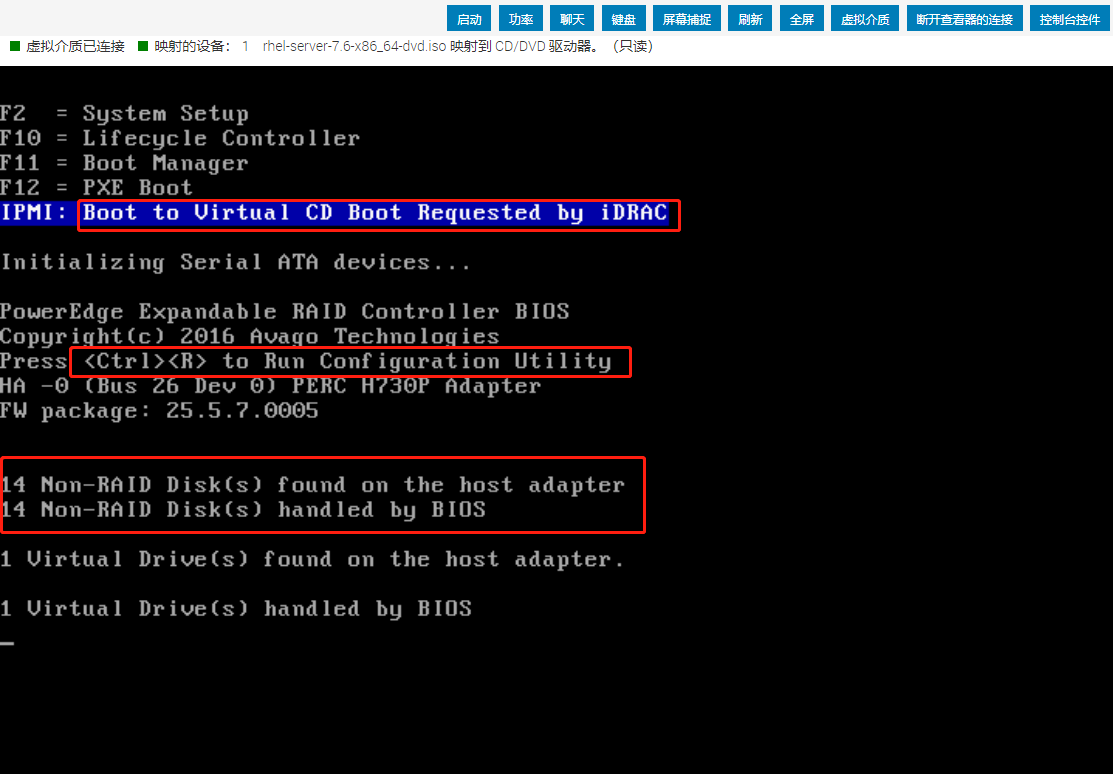 启动 功率 聊天 键盘 屏幕捕捉 刷新 全屏 虚拟介质 断开查看器的连接 控制台控件
虚拟介质已连接 映射的设备： 1 rhel-server-7.6-x86_64-dvd.iso 映射到 CD/DVD 驱动器。 （只读）
F2 = System Setup
F10 = Lifecycle Controller
F11 = Boot Manager
F12 = PXE Boot
IPMI: Boot to Virtual CD Boot Requested by iDRAC
Initializing Serial ATA devices...
PowerEdge Expandable RAID Controller BIOS
Copyright(c) 2016 Avago Technologies
Press <Ctrl><R> to Run Configuration Utility
HA -0 (Bus 26 Dev 0) PERC H730P Adapter
FW package: 25.5.7.0005
14 Non-RAID Disk(s) found on the host adapter
14 Non-RAID Disk(s) handled by BIOS
1 Virtual Drive(s) found on the host adapter.
1 Virtual Drive(s) handled by BIOS